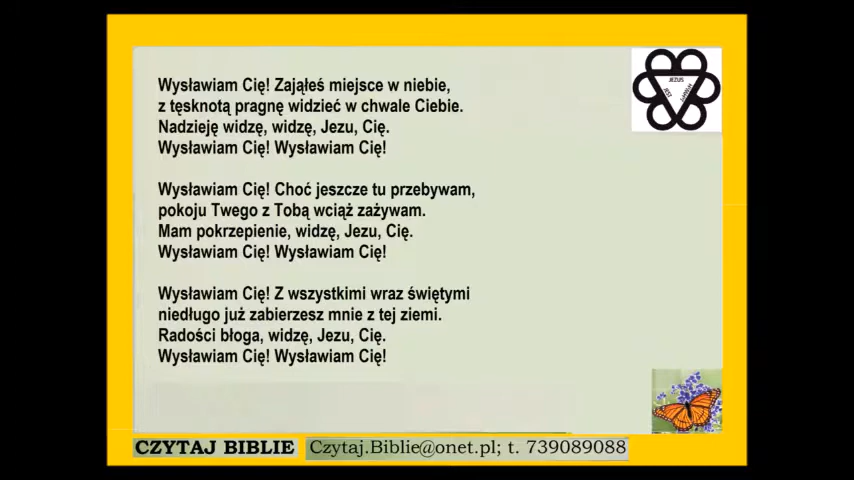 Wysławiam Cię! Zająłeś miejsce w niebie,
z tęsknotą pragnę widzieć w chwale Ciebie.
Nadzieję widzę, widzę, Jezu, Cię.
Wysławiam Cię! Wysławiam Cię!
Wysławiam Cię! Choć jeszcze tu przebywam,
pokoju Twego z Tobą wciąż zażywam.
Mam pokrzepienie, widzę, Jezu, Cię.
Wysławiam Cię! Wysławiam Cię!
Wysławiam Cię! Z wszystkimi wraz świętymi
niedługo już zabierzesz mnie z tej ziemi.
Radości błoga, widzę, Jezu, Cię.
Wysławiam Cię! Wysławiam Cię!
JEZUS
JEST
CZYTAJ BIBLIE Czytaj.Biblie@onet.pl; t. 739089088